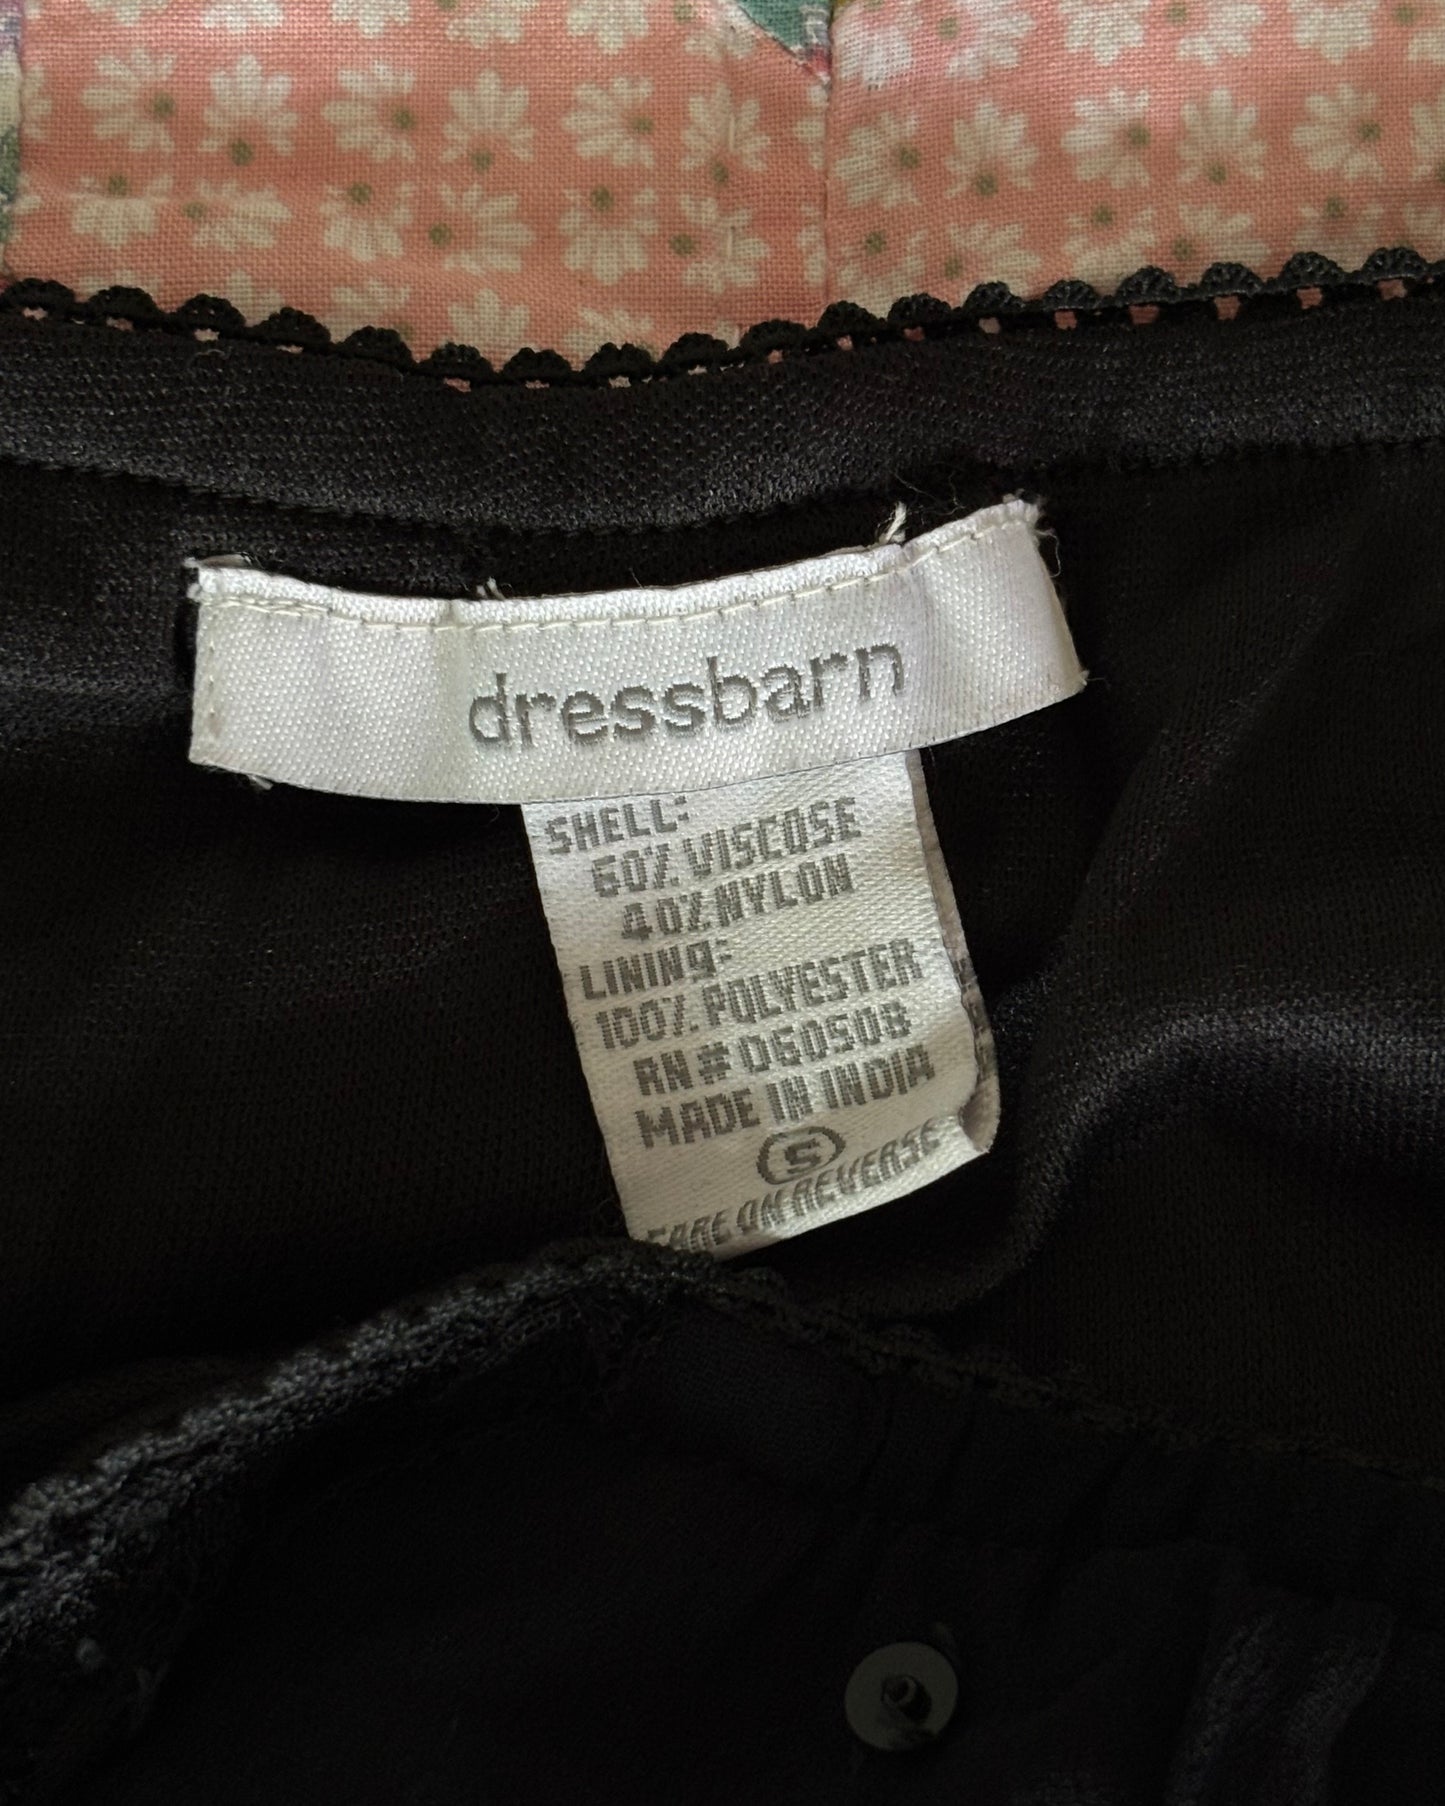 dressbarn
SHELL:
60% VISCOSE
40% NYLON
LINING:
100% POLYESTER
RN# 060508
MADE IN INDIA
S
CARE ON REVERSE